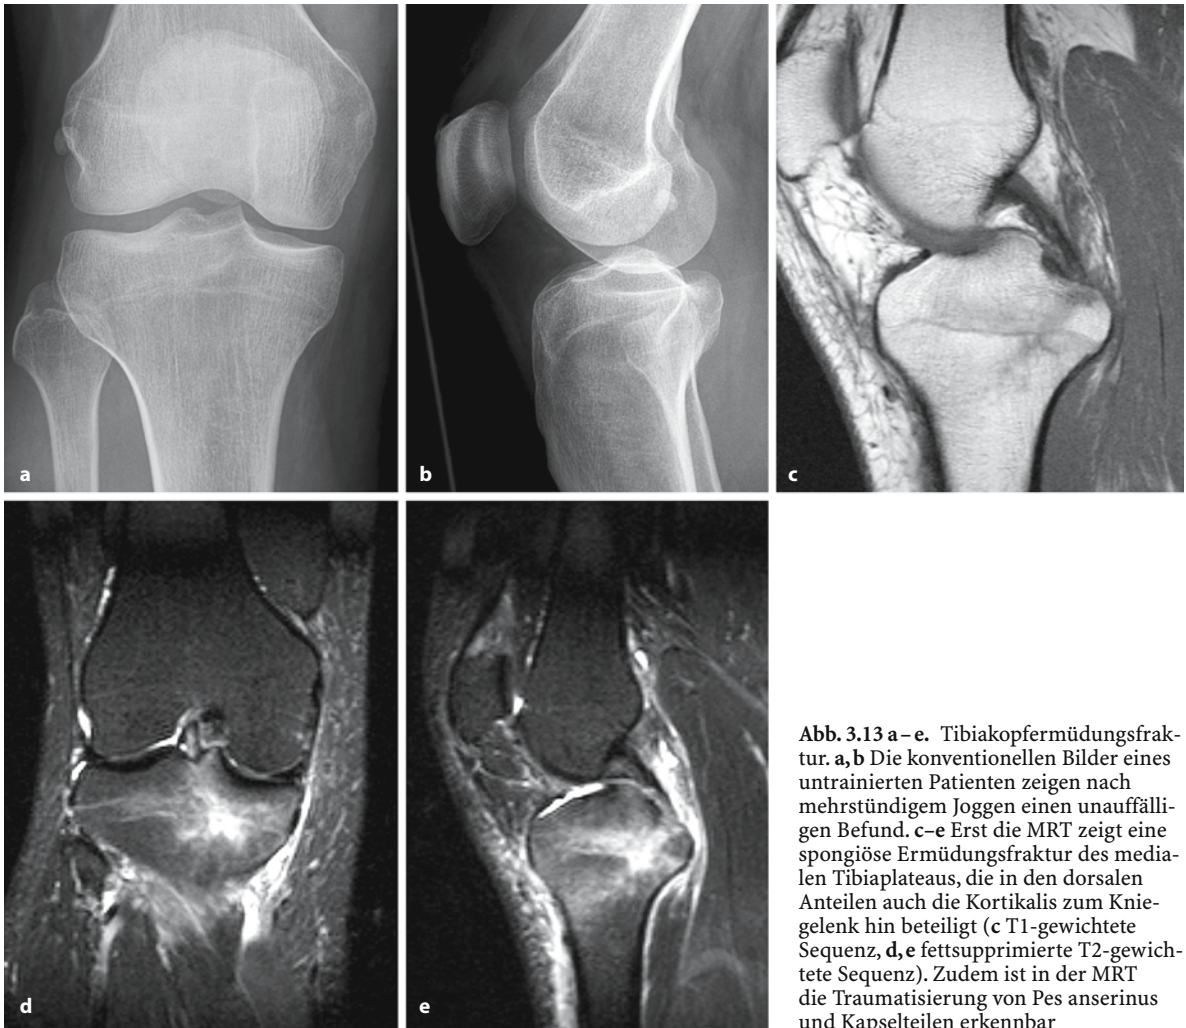 a
b
c
d
e
Abb. 3.13 a–e. Tibiakopfermüdungsfrak-
tur. a, b Die konventionellen Bilder eines
untrainierten Patienten zeigen nach
mehrstündigem Joggen einen unauffälli-
gen Befund. c–e Erst die MRT zeigt eine
spongiöse Ermüdungsfraktur des media-
len Tibiaplateaus, die in den dorsalen
Anteilen auch die Kortikalis zum Knie-
gelenk hin beteiligt (c T1-gewichtete
Sequenz, d, e fettsupprimierte T2-gewich-
tete Sequenz). Zudem ist in der MRT
die Traumatisierung von Pes anserinus
und Kapselteilen erkennbar